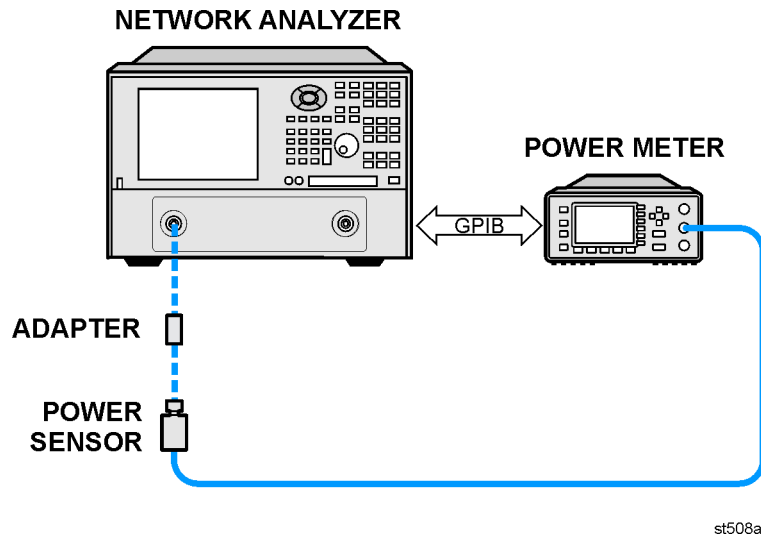 NETWORK ANALYZER
POWER METER
GPIB
ADAPTER
POWER
SENSOR
st508a